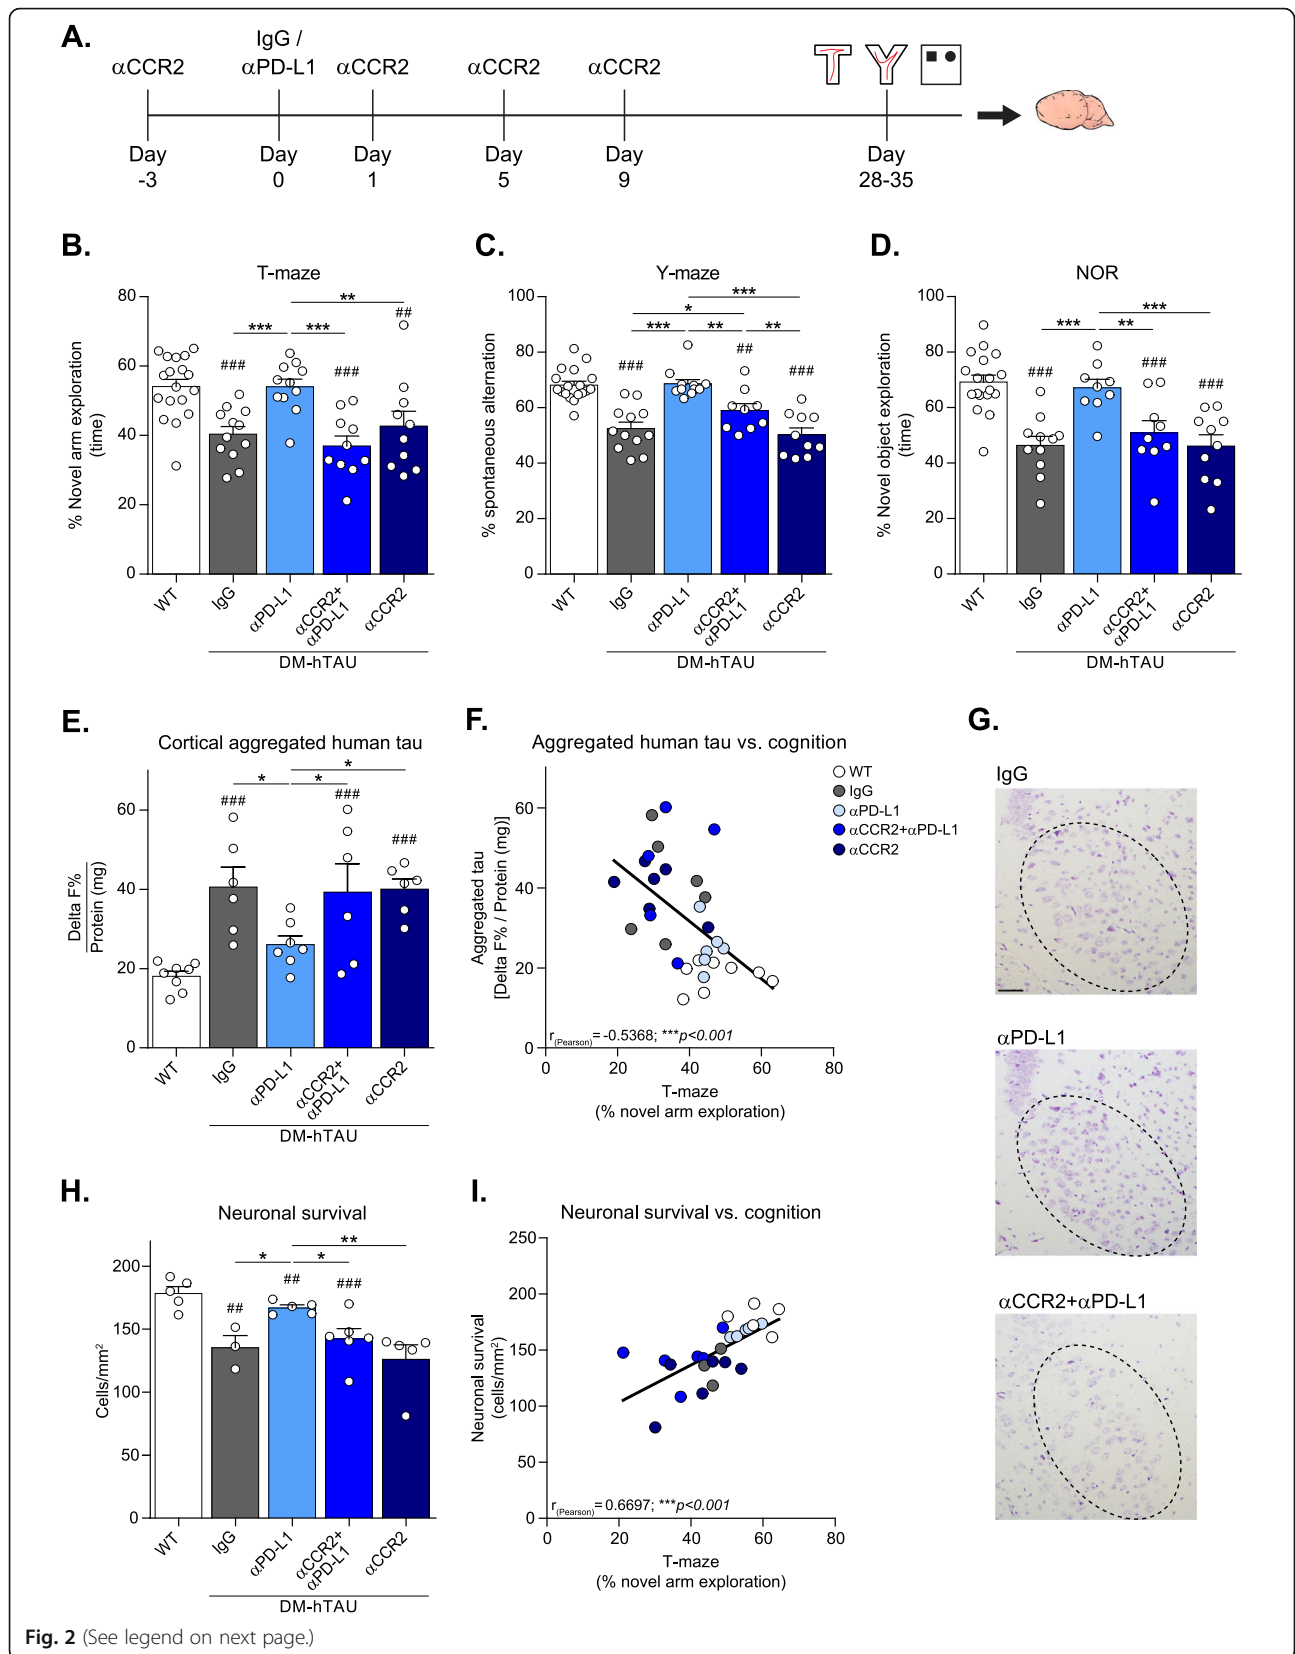 A.
IgG /
αCCR2 αPD-L1 αCCR2 αCCR2 αCCR2
Day Day Day Day Day Day
-3 0 1 5 9 28-35
B.
T-maze
% Novel arm exploration
(time)
80
60
40
20
0
###
***
***
###
**
##
WT IgG αPD-L1 αCCR2+
αPD-L1 αCCR2
DM-hTAU
C.
Y-maze
% spontaneous alternation
100
80
60
40
20
0
***
*
*** ** **
###
##
###
WT IgG αPD-L1 αCCR2+
αPD-L1 αCCR2
DM-hTAU
D.
NOR
% Novel object exploration
(time)
100
80
60
40
20
0
***
*** **
###
###
###
WT IgG αPD-L1 αCCR2+
αPD-L1 αCCR2
DM-hTAU
E.
Cortical aggregated human tau
Delta F%
Protein (mg)
60
40
20
0
*
* *
###
###
###
WT IgG αPD-L1 αCCR2+
αPD-L1 αCCR2
DM-hTAU
F.
Aggregated human tau vs. cognition
Aggregated tau
[Delta F% / Protein (mg)]
60
40
20
0
WT
IgG
αPD-L1
αCCR2+αPD-L1
αCCR2
r(Pearson)= -0.5368; ***p<0.001
0 20 40 60 80
T-maze
(% novel arm exploration)
G.
IgG
αPD-L1
αCCR2+αPD-L1
H.
Neuronal survival
Cells/mm²
200
150
100
50
0
**
* *
##
##
###
WT IgG αPD-L1 αCCR2+
αPD-L1 αCCR2
DM-hTAU
I.
Neuronal survival vs. cognition
Neuronal survival
(cells/mm²)
250
200
150
100
50
0
r(Pearson)= 0.6697; ***p<0.001
0 20 40 60 80
T-maze
(% novel arm exploration)
Fig. 2 (See legend on next page.)